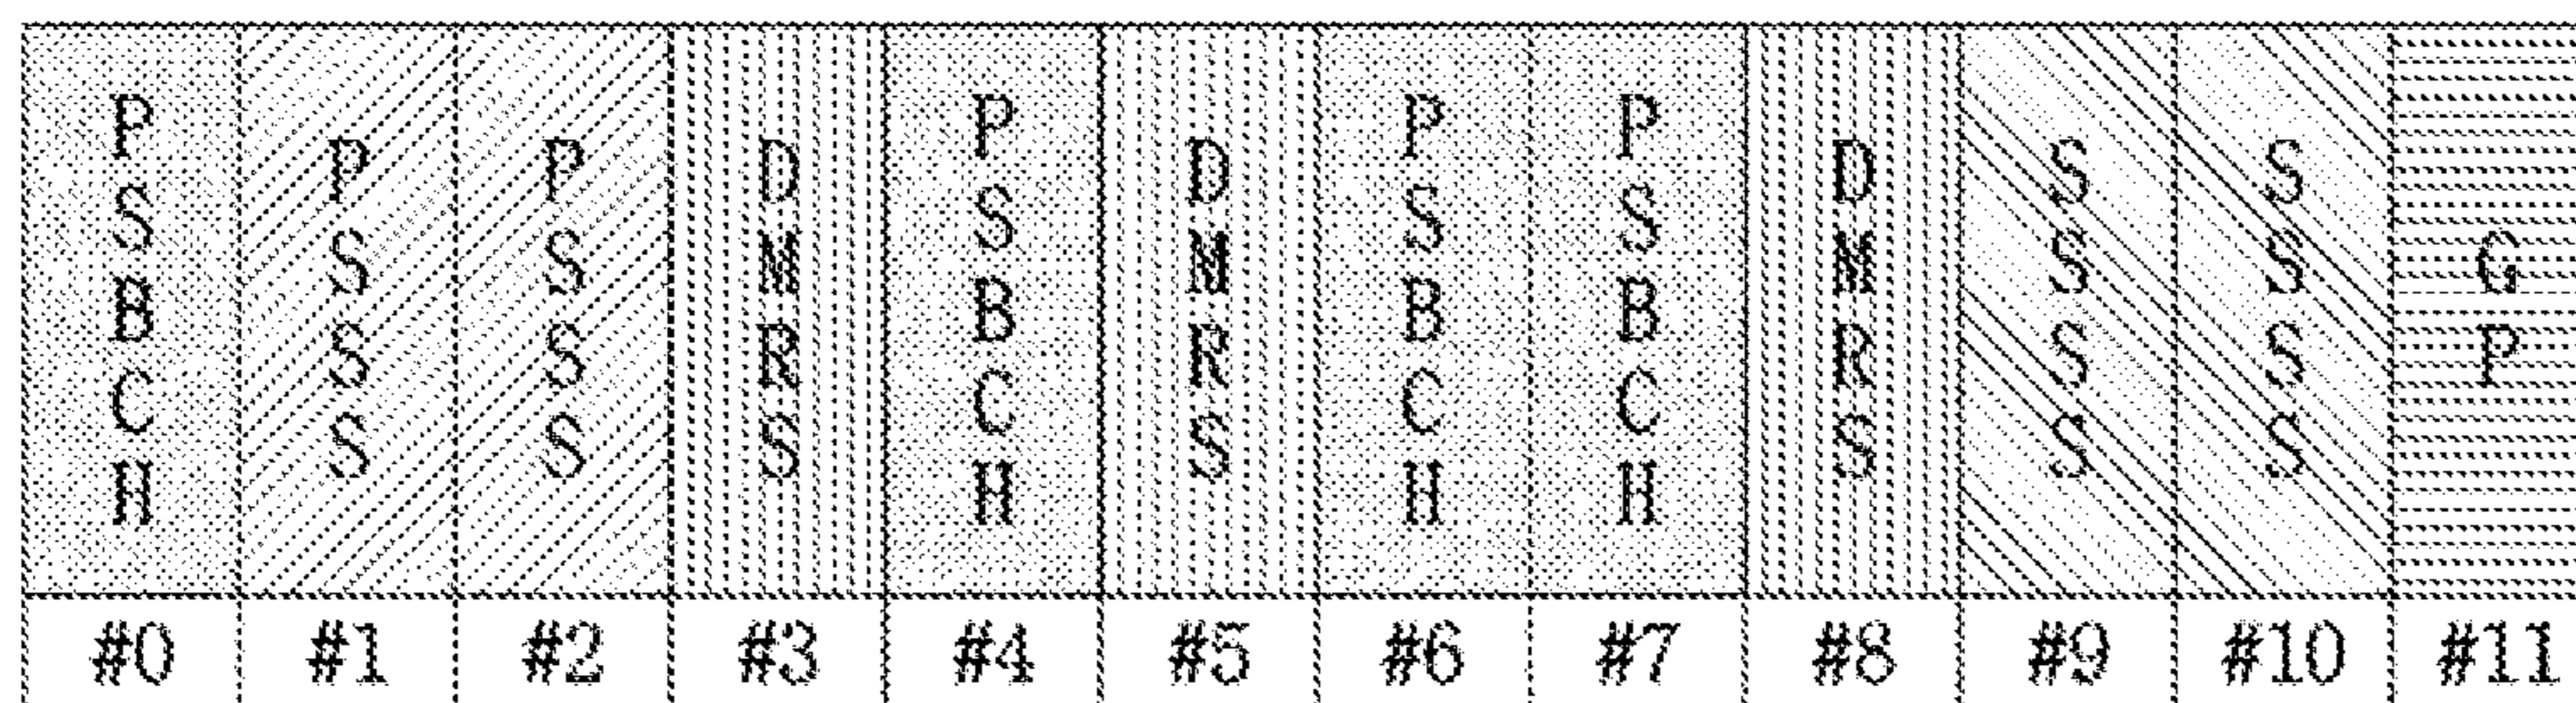 PSBCH PSSS PSSS DMRS PSBCH DMRS PSBCH PSBCH DMRS SSSS SSSS GP
#0 #1 #2 #3 #4 #5 #6 #7 #8 #9 #10 #11